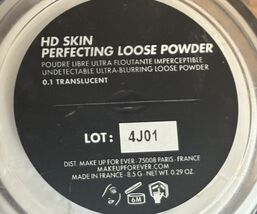 HD SKIN
PERFECTING LOOSE POWDER
POUDRE LIBRE ULTRA FLOUTANTE IMPERCEPTIBLE
UNDETECTABLE ULTRA-BLURRING LOOSE POWDER
0.1 TRANSLUCENT
LOT: 4J01
DIST. MAKE UP FOR EVER - 75008 PARIS - FRANCE
MAKEUPFOREVER.COM
MADE IN FRANCE - 8.5 G - NET WT. 0.29 OZ.
6M